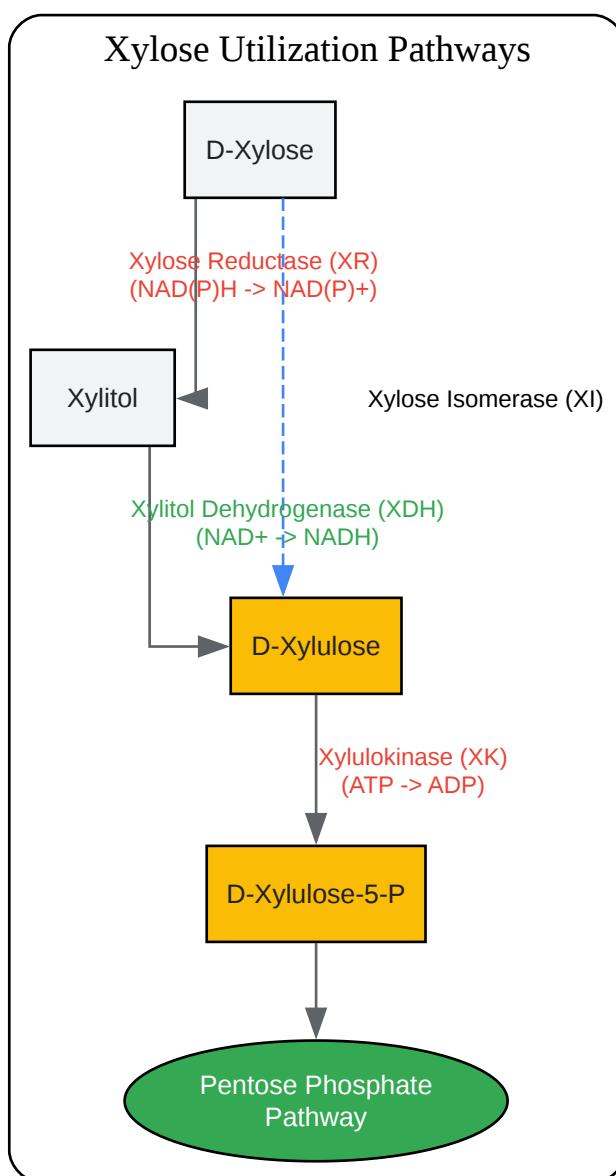 Xylose Utilization Pathways
D-Xylose
Xylose Reductase (XR)
(NAD(P)H -> NAD(P)+)
Xylitol
Xylose Isomerase (XI)
Xylitol Dehydrogenase (XDH)
(NAD+ -> NADH)
D-Xylulose
Xylulokinase (XK)
(ATP -> ADP)
D-Xylulose-5-P
Pentose Phosphate
Pathway